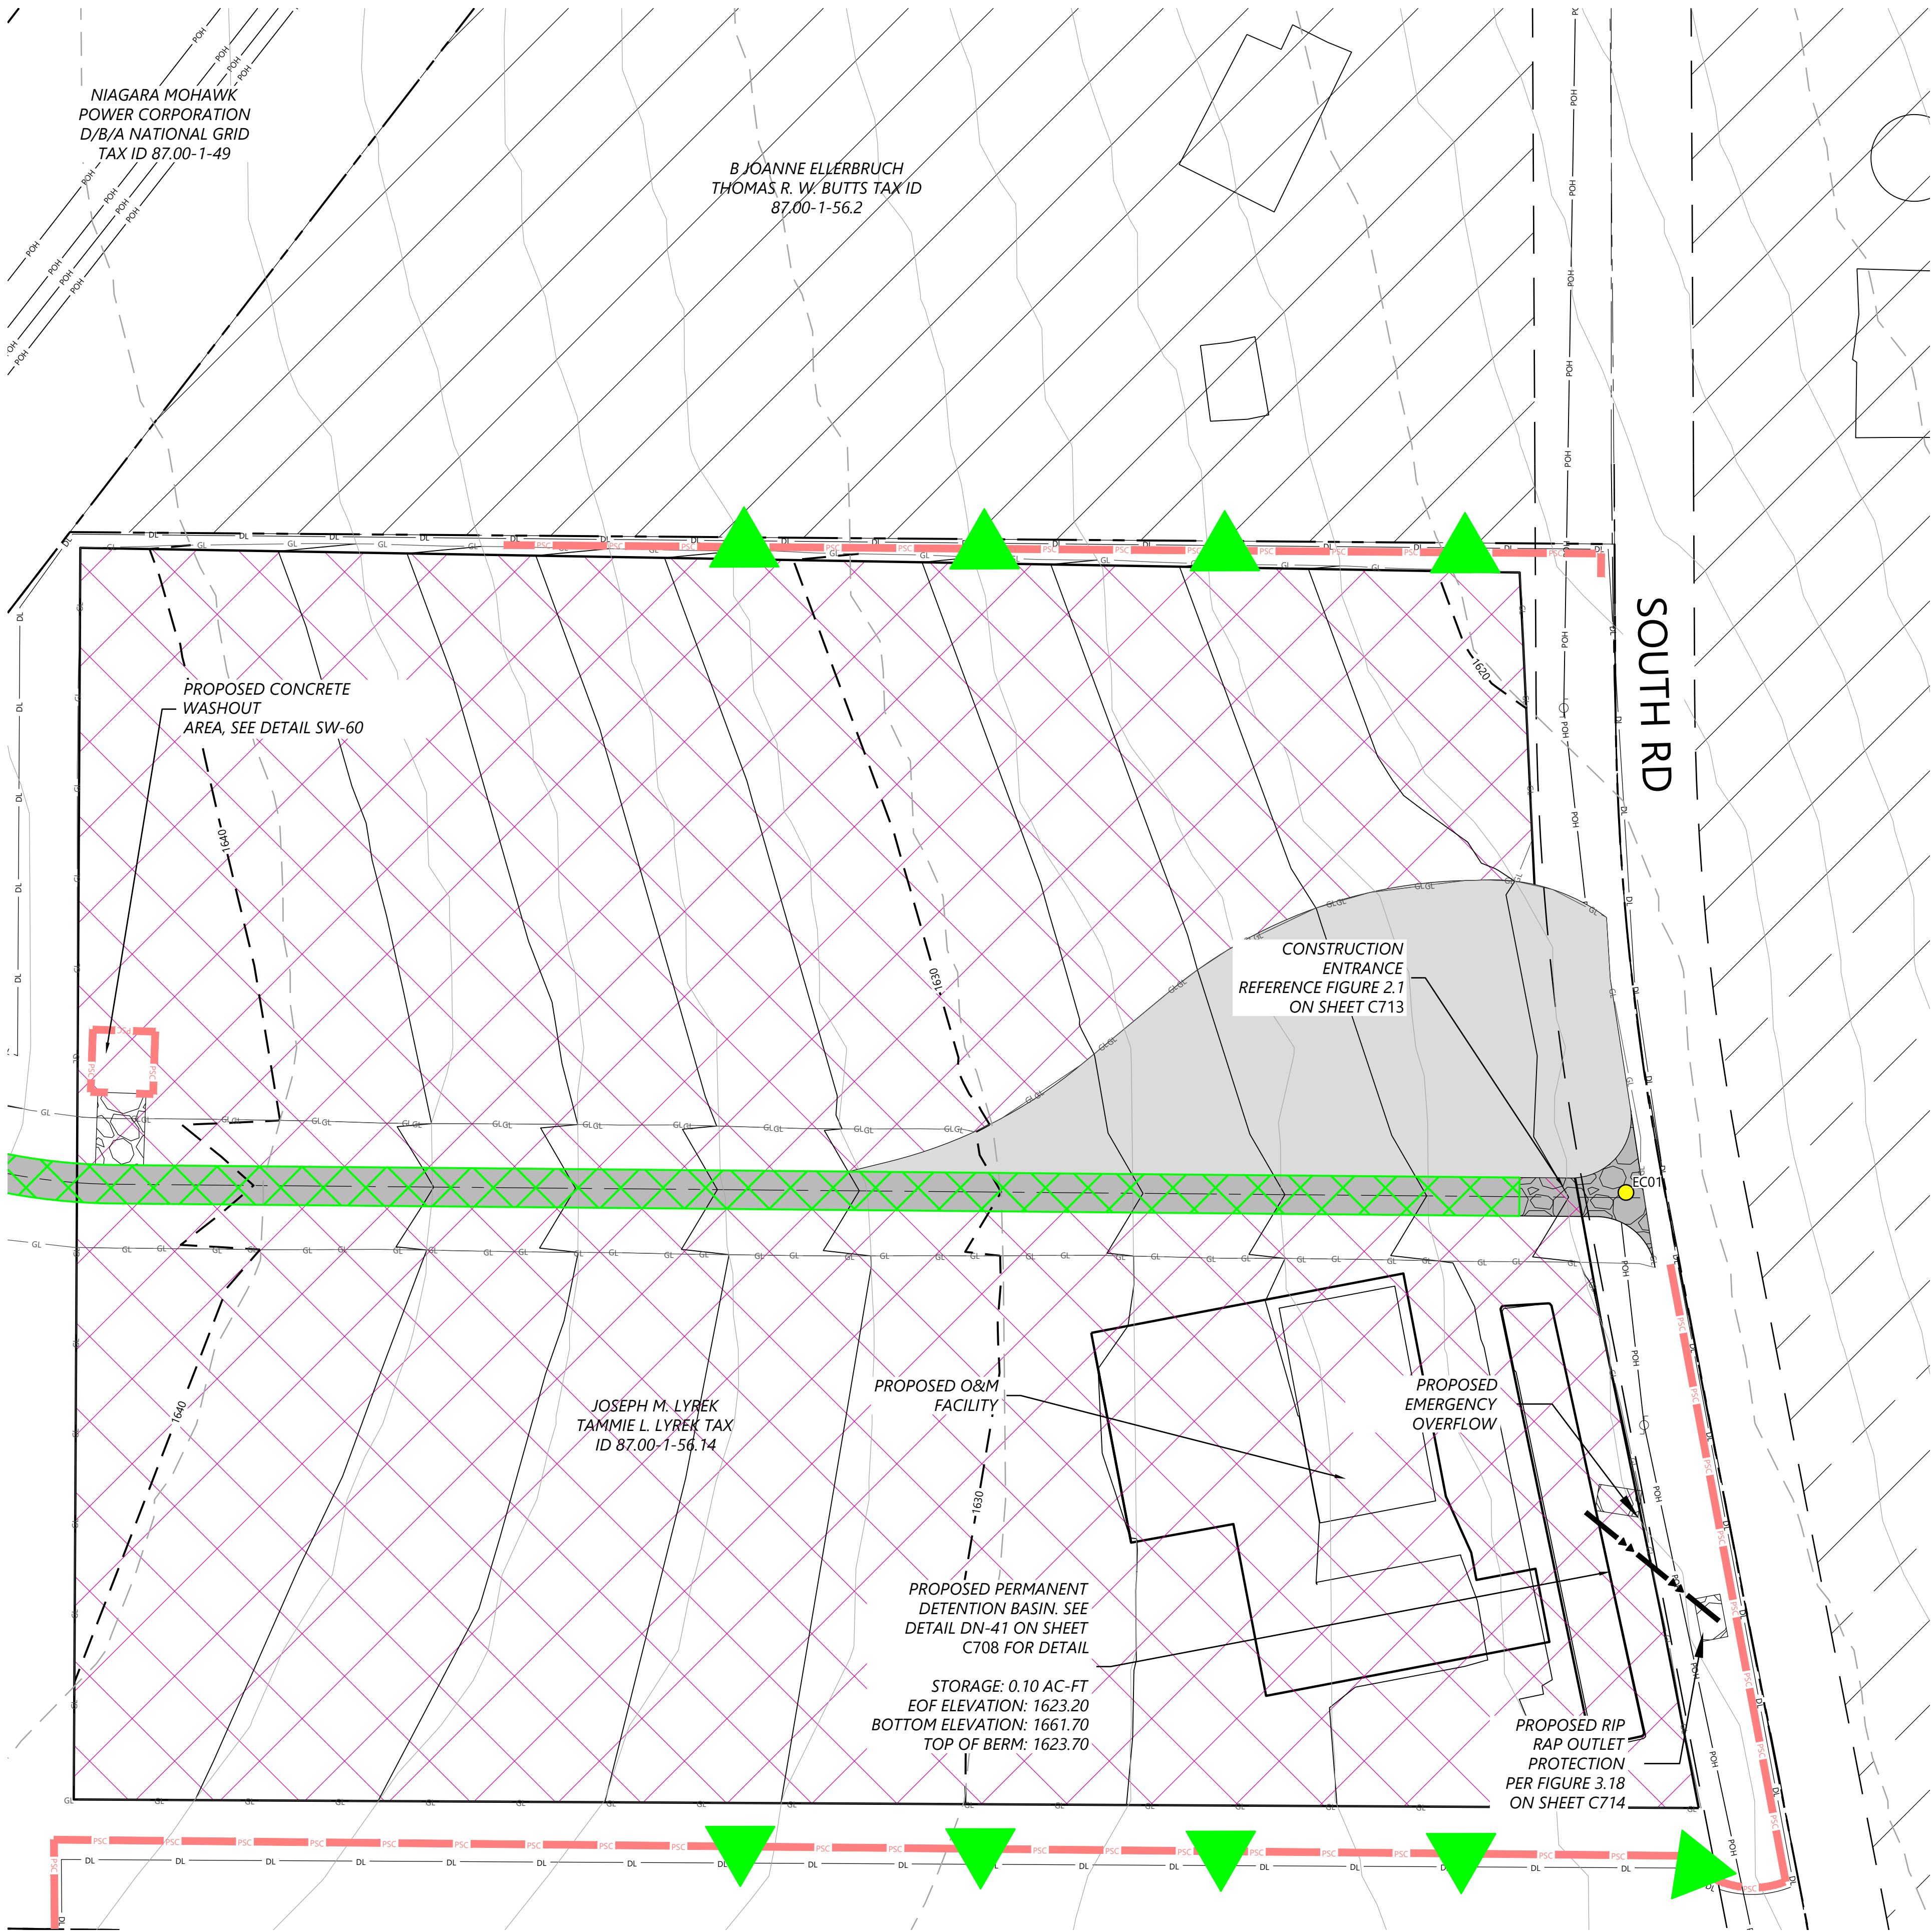 NIAGARA MOHAWK
POWER CORPORATION
D/B/A NATIONAL GRID
TAX ID 87.00-1-49
B JOANNE ELLERBRUCH
THOMAS R. W. BUTTS TAX ID
87.00-1-56.2
SOUTH RD
1620
PROPOSED CONCRETE
WASHOUT
AREA, SEE DETAIL SW-60
1640
1630
CONSTRUCTION
ENTRANCE
REFERENCE FIGURE 2.1
ON SHEET C713
EC01
PROPOSED O&M
FACILITY
PROPOSED
EMERGENCY
OVERFLOW
JOSEPH M. LYREK
TAMMIE L. LYREK TAX
ID 87.00-1-56.14
1640
1630
PROPOSED PERMANENT
DETENTION BASIN. SEE
DETAIL DN-41 ON SHEET
C708 FOR DETAIL
STORAGE: 0.10 AC-FT
EOF ELEVATION: 1623.20
BOTTOM ELEVATION: 1661.70
TOP OF BERM: 1623.70
PROPOSED RIP
RAP OUTLET
PROTECTION
PER FIGURE 3.18
ON SHEET C714
POH
DL
GL
PSC